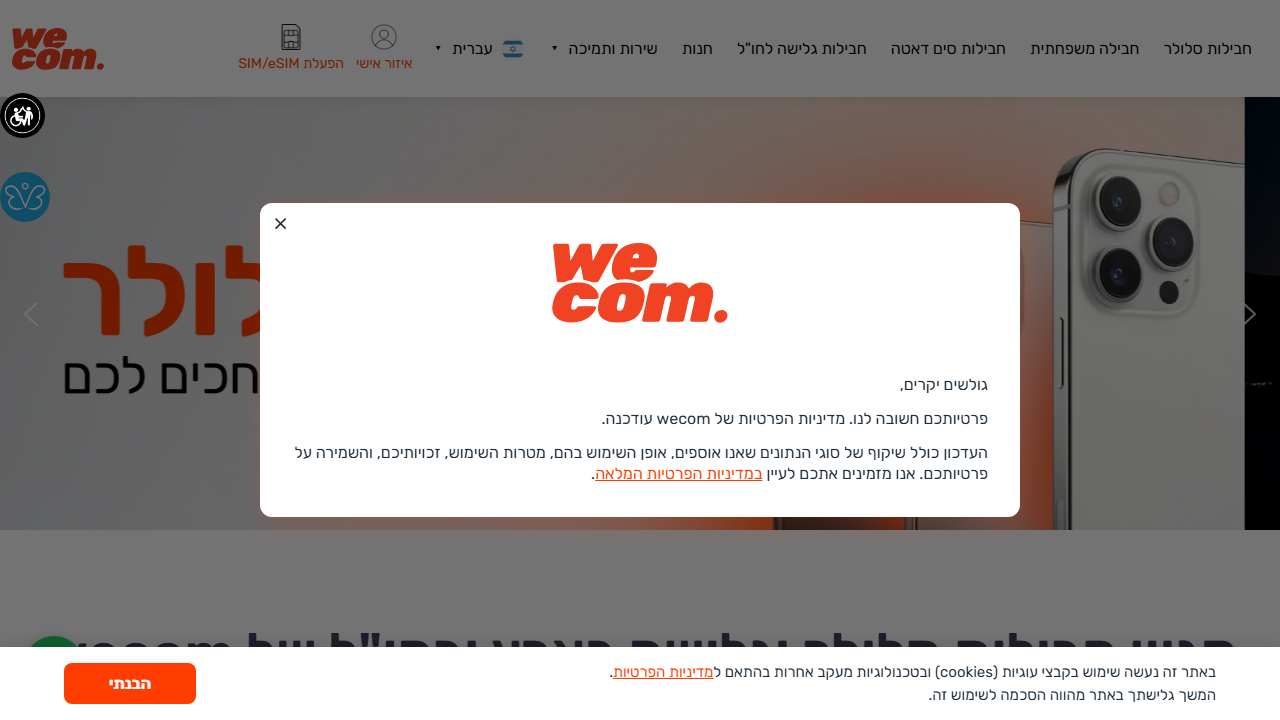 חבילות סלולר
חבילה משפחתית
חבילות סים דאטה
חבילות גלישה לחו"ל
חנות
שירות ותמיכה
עברית
איזור אישי
הפעלת SIM/eSIM
we
com.
חכים לכם
we
com.
גולשים יקרים,
פרטיותכם חשובה לנו. מדיניות הפרטיות של wecom עודכנה.
העדכון כולל שיקוף של סוגי הנתונים שאנו אוספים, אופן השימוש בהם, מטרות השימוש, זכויותיכם, והשמירה על
פרטיותכם. אנו מזמינים אתכם לעיין במדיניות הפרטיות המלאה.
באתר זה נעשה שימוש בקבצי עוגיות (cookies) ובטכנולוגיות מעקב אחרות בהתאם למדיניות הפרטיות.
המשך גלישתך באתר מהווה הסכמה לשימוש זה.
הבנתי